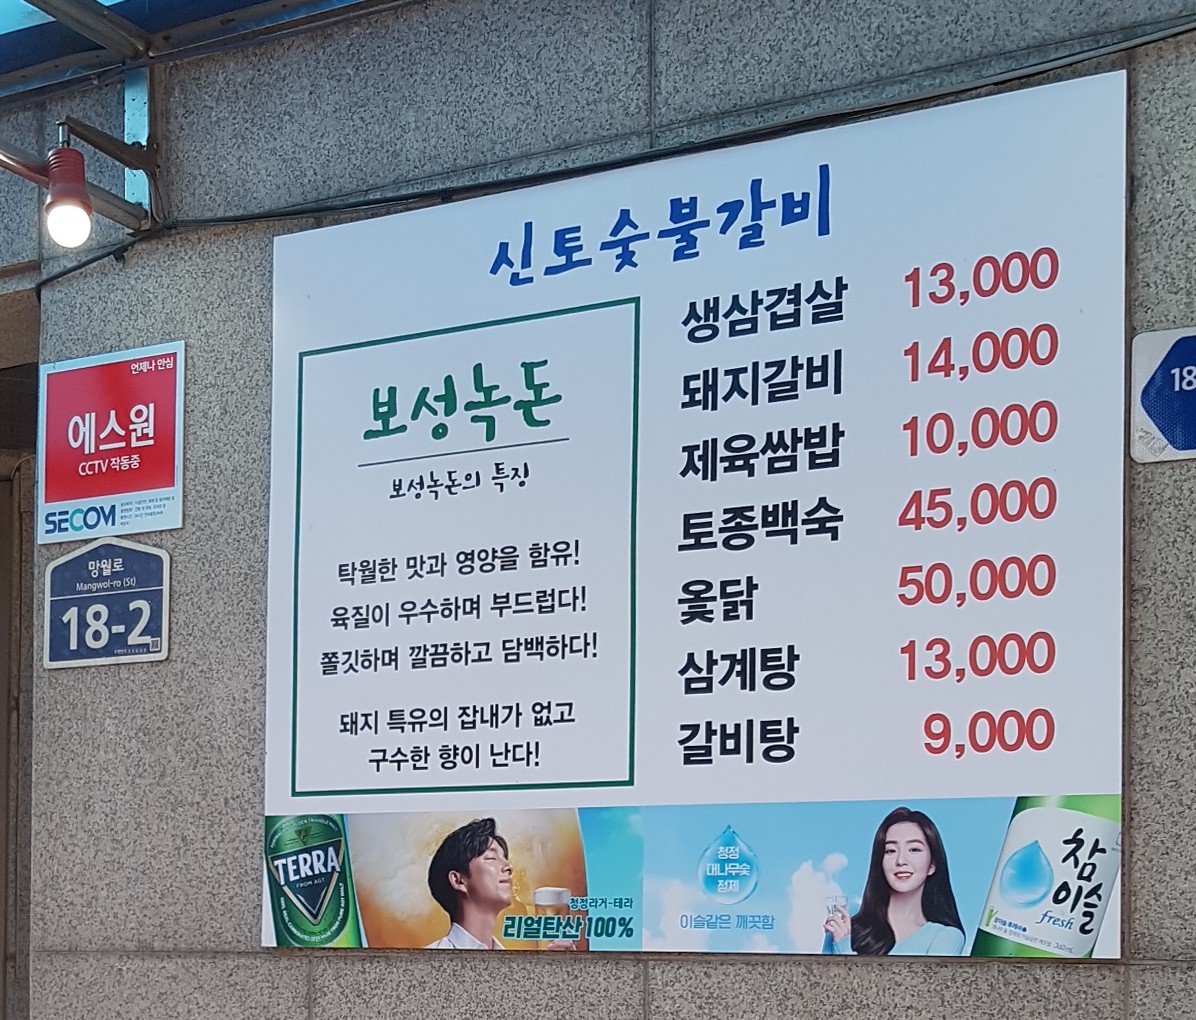 신토숯불갈비
보성녹돈
보성녹돈의 특징
탁월한 맛과 영양을 함유!
육질이 우수하며 부드럽다!
쫄깃하며 깔끔하고 담백하다!
돼지 특유의 잡내가 없고
구수한 향이 난다!
생삼겹살 13,000
돼지갈비 14,000
제육쌈밥 10,000
토종백숙 45,000
옻닭 50,000
삼계탕 13,000
갈비탕 9,000
언제나 안심
에스원
CCTV 작동중
SECOM
망월로
Mangwol-ro (St)
18-2
18
TERRA
FROM AGT
청정라거-테라
리얼탄산 100%
청정
대나무숯
정제
이슬같은 깨끗함
참
이슬
fresh